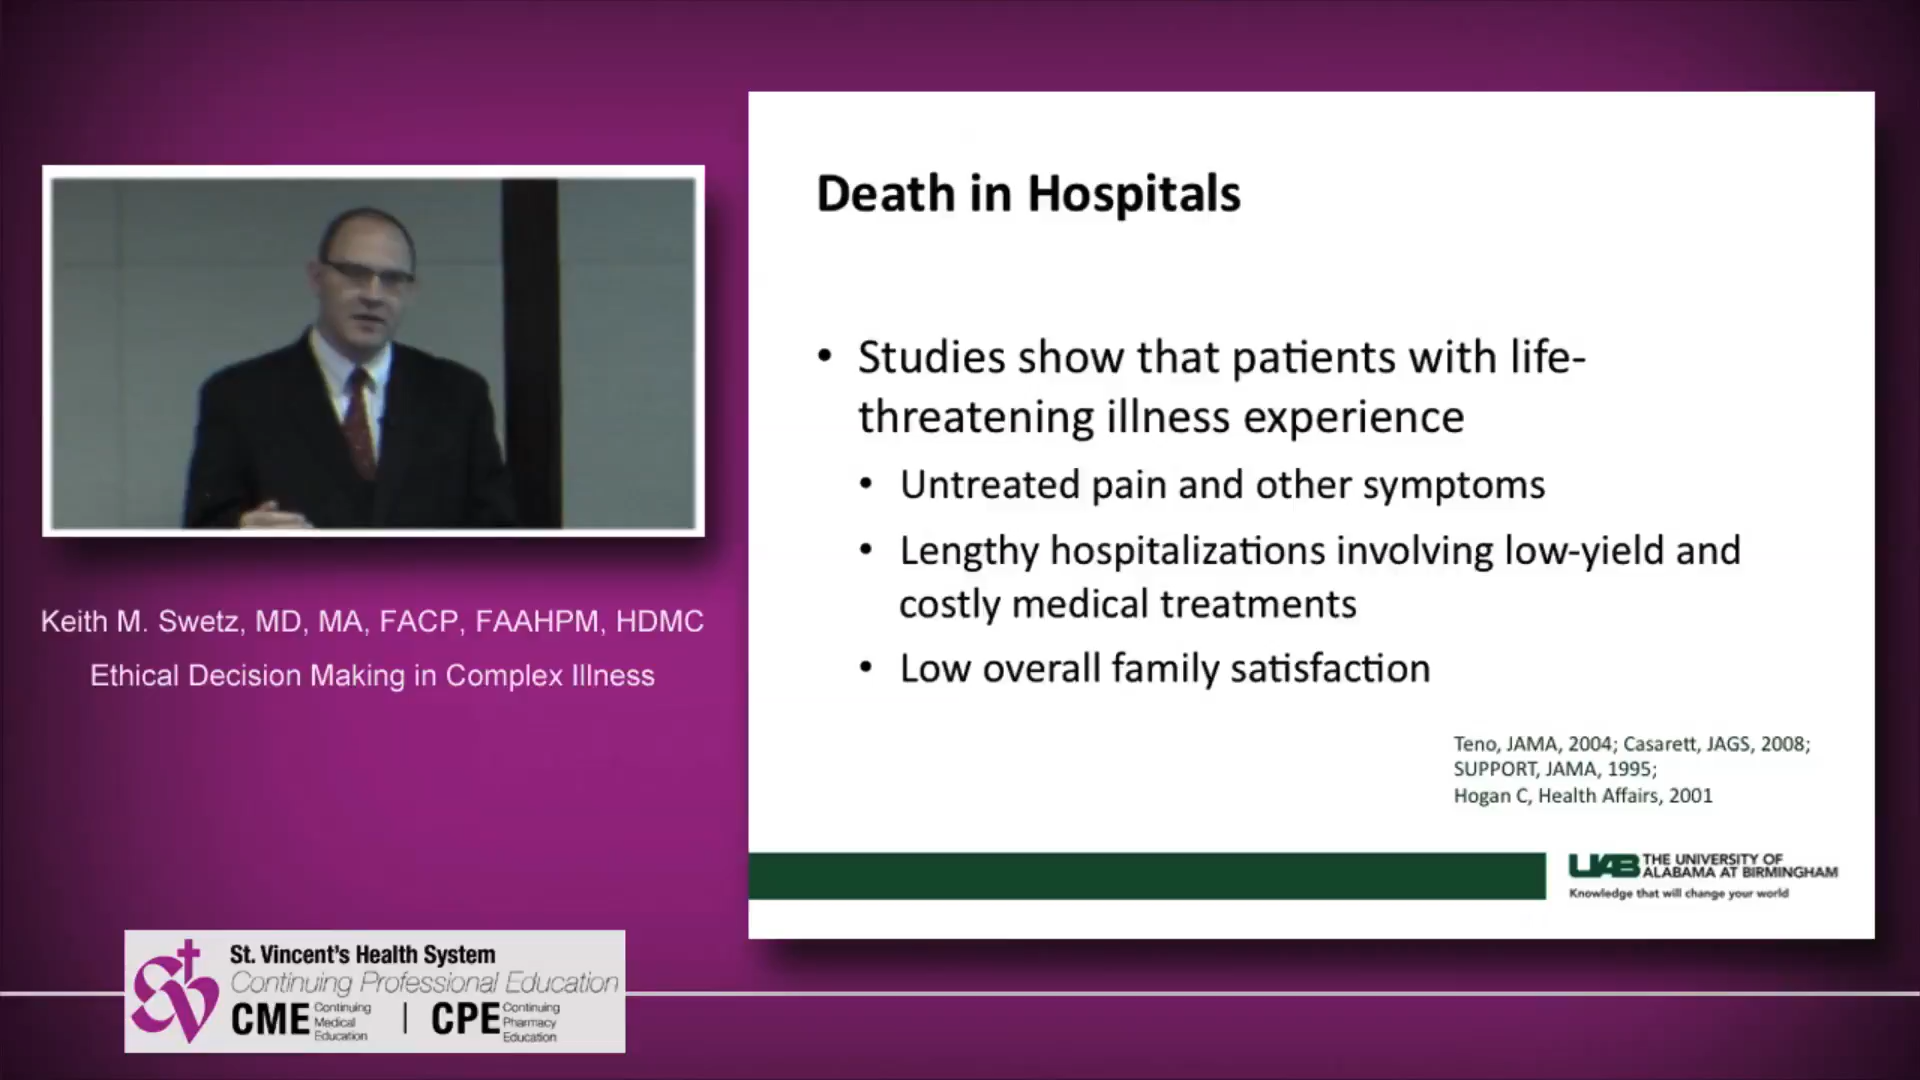 Death in Hospitals
• Studies show that patients with life-
threatening illness experience
• Untreated pain and other symptoms
• Lengthy hospitalizations involving low-yield and
costly medical treatments
• Low overall family satisfaction
Teno, JAMA, 2004; Casarett, JAGS, 2008;
SUPPORT, JAMA, 1995;
Hogan C, Health Affairs, 2001
UAB THE UNIVERSITY OF
ALABAMA AT BIRMINGHAM
Knowledge that will change your world
Keith M. Swetz, MD, MA, FACP, FAAHPM, HDMC
Ethical Decision Making in Complex Illness
St. Vincent's Health System
Continuing Professional Education
CME Continuing Medical Education | CPE Continuing Pharmacy Education